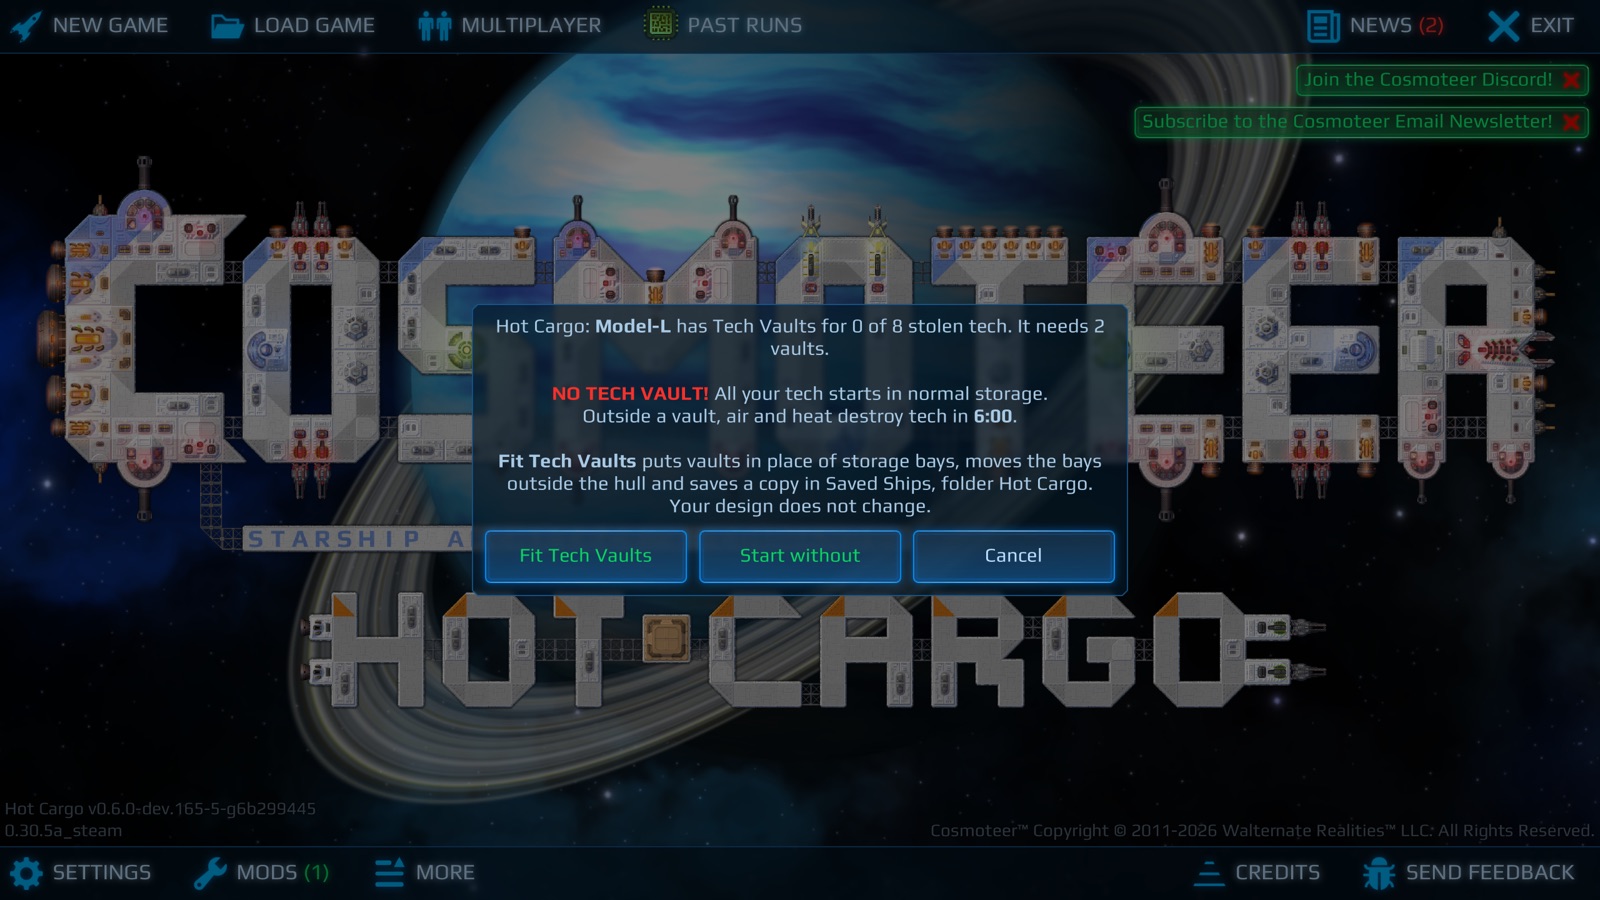 NEW GAME
LOAD GAME
MULTIPLAYER
PAST RUNS
NEWS (2)
EXIT
Join the Cosmoteer Discord!
Subscribe to the Cosmoteer Email Newsletter!
COSMOTEER
STARSHIP A
Hot Cargo: Model-L has Tech Vaults for 0 of 8 stolen tech. It needs 2
vaults.
NO TECH VAULT! All your tech starts in normal storage.
Outside a vault, air and heat destroy tech in 6:00.
Fit Tech Vaults puts vaults in place of storage bays, moves the bays
outside the hull and saves a copy in Saved Ships, folder Hot Cargo.
Your design does not change.
Fit Tech Vaults
Start without
Cancel
HOT CARGO
Hot Cargo v0.6.0-dev.165-5-g6b299445
0.30.5a_steam
Cosmoteer™ Copyright © 2011-2026 Walternate Realities™ LLC. All Rights Reserved.
SETTINGS
MODS (1)
MORE
CREDITS
SEND FEEDBACK